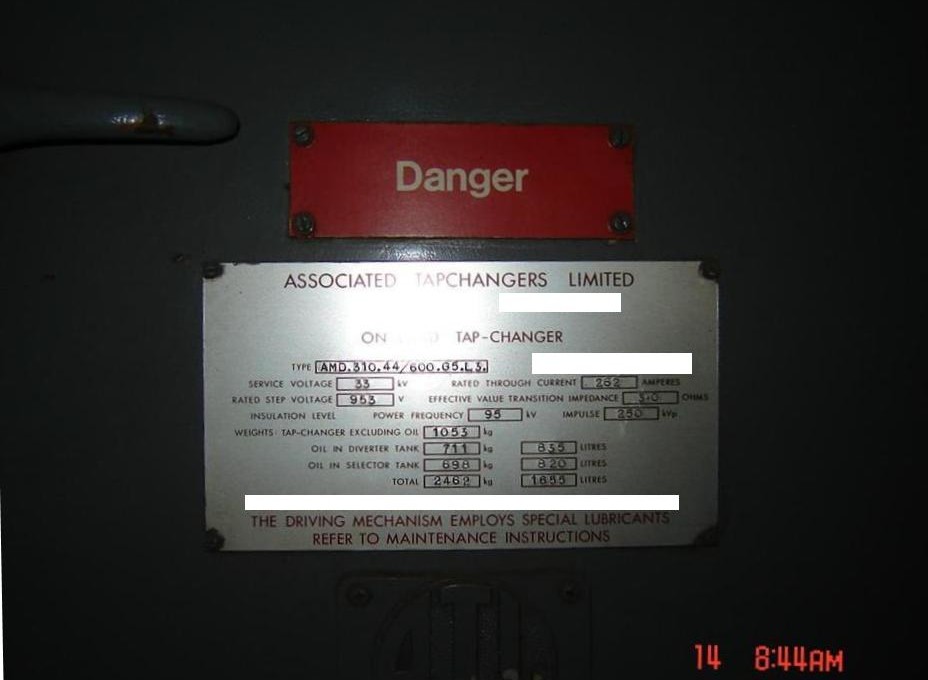 Danger
ASSOCIATED TAPCHANGERS LIMITED
ON TAP-CHANGER
TYPE AMD.310.44/600.G5.L.3.
SERVICE VOLTAGE 33 kV RATED THROUGH CURRENT 262 AMPERES
RATED STEP VOLTAGE 953 V EFFECTIVE VALUE TRANSITION IMPEDANCE 3.0 OHMS
INSULATION LEVEL POWER FREQUENCY 95 kV IMPULSE 250 kVp
WEIGHTS: TAP-CHANGER EXCLUDING OIL 1053 kg
OIL IN DIVERTER TANK 711 kg 835 LITRES
OIL IN SELECTOR TANK 698 kg 820 LITRES
TOTAL 2462 kg 1655 LITRES
THE DRIVING MECHANISM EMPLOYS SPECIAL LUBRICANTS
REFER TO MAINTENANCE INSTRUCTIONS
14 8:44AM